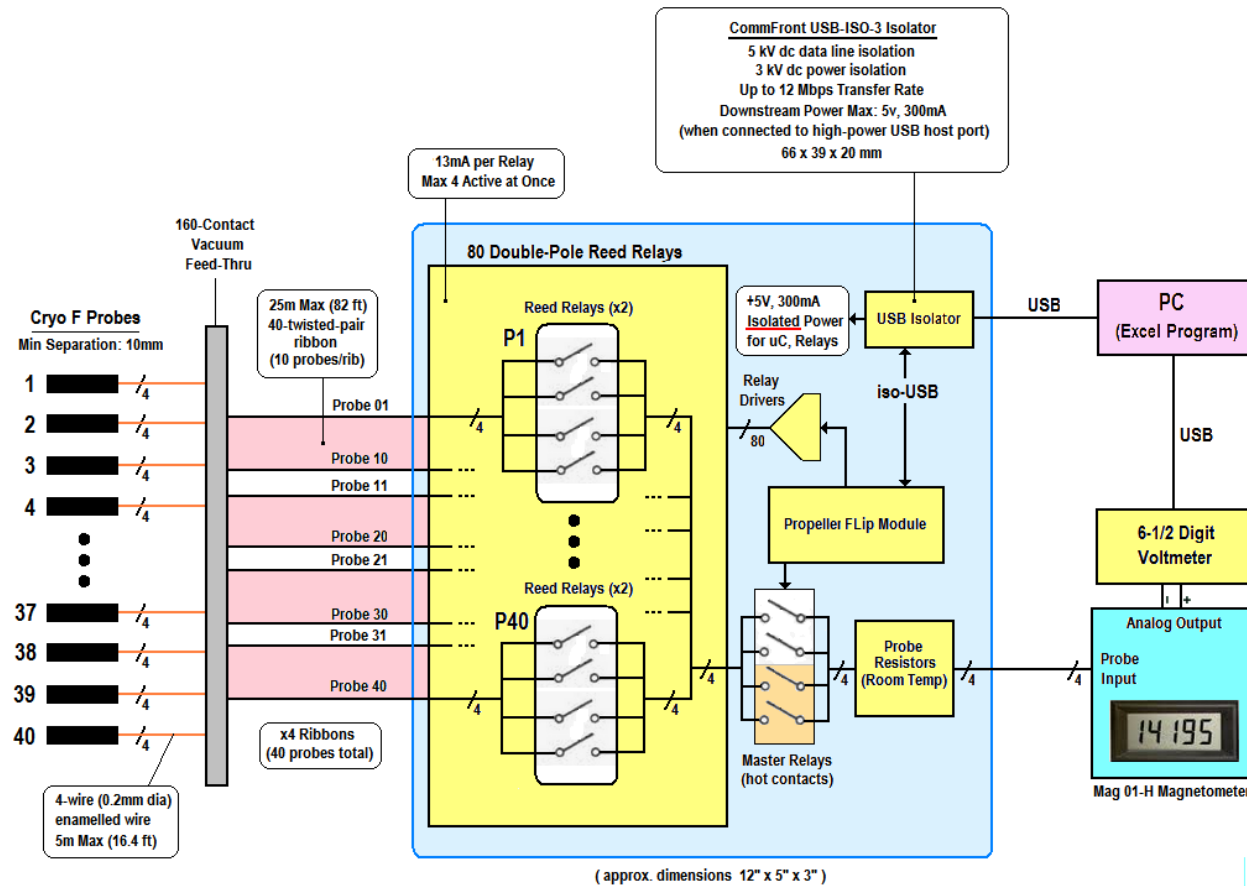 CommFront USB-ISO-3 Isolator
5 kV dc data line isolation
3 kV dc power isolation
Up to 12 Mbps Transfer Rate
Downstream Power Max: 5v, 300mA
(when connected to high-power USB host port)
66 x 39 x 20 mm
13mA per Relay
Max 4 Active at Once
160-Contact
Vacuum
Feed-Thru
80 Double-Pole Reed Relays
25m Max (82 ft)
40-twisted-pair
ribbon
(10 probes/rib)
Cryo F Probes
Min Separation: 10mm
1
4
2
4
3
4
4
4
37
4
38
4
39
4
40
4
Probe 01
Probe 10
Probe 11
Probe 20
Probe 21
Probe 30
Probe 31
Probe 40
x4 Ribbons
(40 probes total)
4-wire (0.2mm dia)
enamelled wire
5m Max (16.4 ft)
Reed Relays (x2)
P1
4
4
Reed Relays (x2)
P40
4
4
4
+5V, 300mA
Isolated Power
for uC, Relays
USB Isolator
USB
PC
(Excel Program)
iso-USB
USB
Relay
Drivers
80
Propeller FLip Module
6-1/2 Digit
Voltmeter
- +
Analog Output
Probe
Input
4
Probe
Resistors
(Room Temp)
4
4
Master Relays
(hot contacts)
14195
Mag 01-H Magnetometer
( approx. dimensions 12" x 5" x 3" )